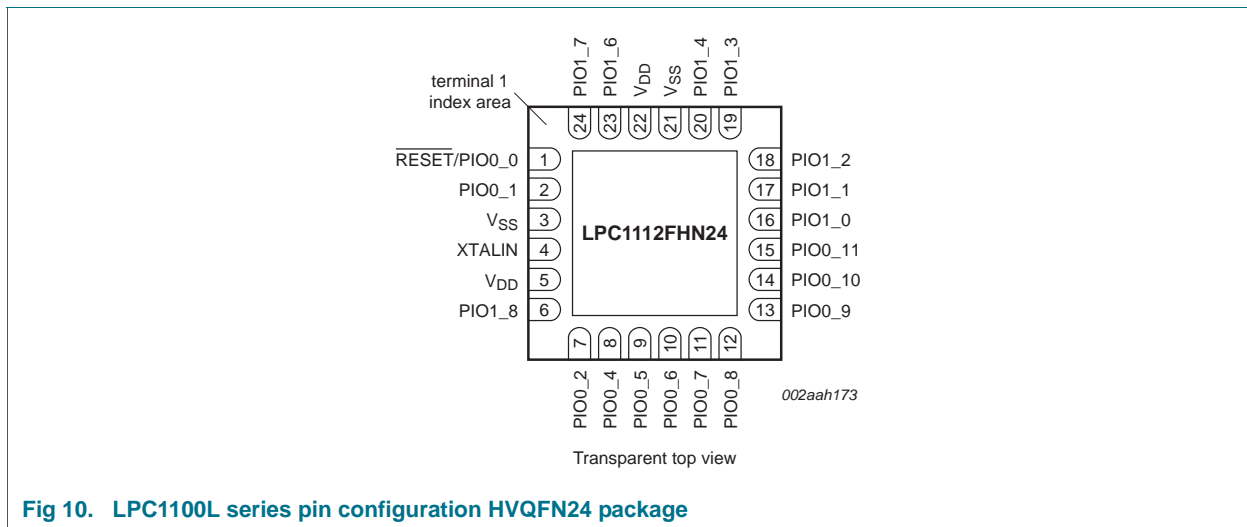 PIO1_7
PIO1_6
VDD
VSS
PIO1_4
PIO1_3
terminal 1
index area
24
23
22
21
20
19
RESET/PIO0_0 1
PIO0_1 2
VSS 3
XTALIN 4
VDD 5
PIO1_8 6
LPC1112FHN24
18 PIO1_2
17 PIO1_1
16 PIO1_0
15 PIO0_11
14 PIO0_10
13 PIO0_9
7
8
9
10
11
12
PIO0_2
PIO0_4
PIO0_5
PIO0_6
PIO0_7
PIO0_8
002aah173
Transparent top view
Fig 10. LPC1100L series pin configuration HVQFN24 package